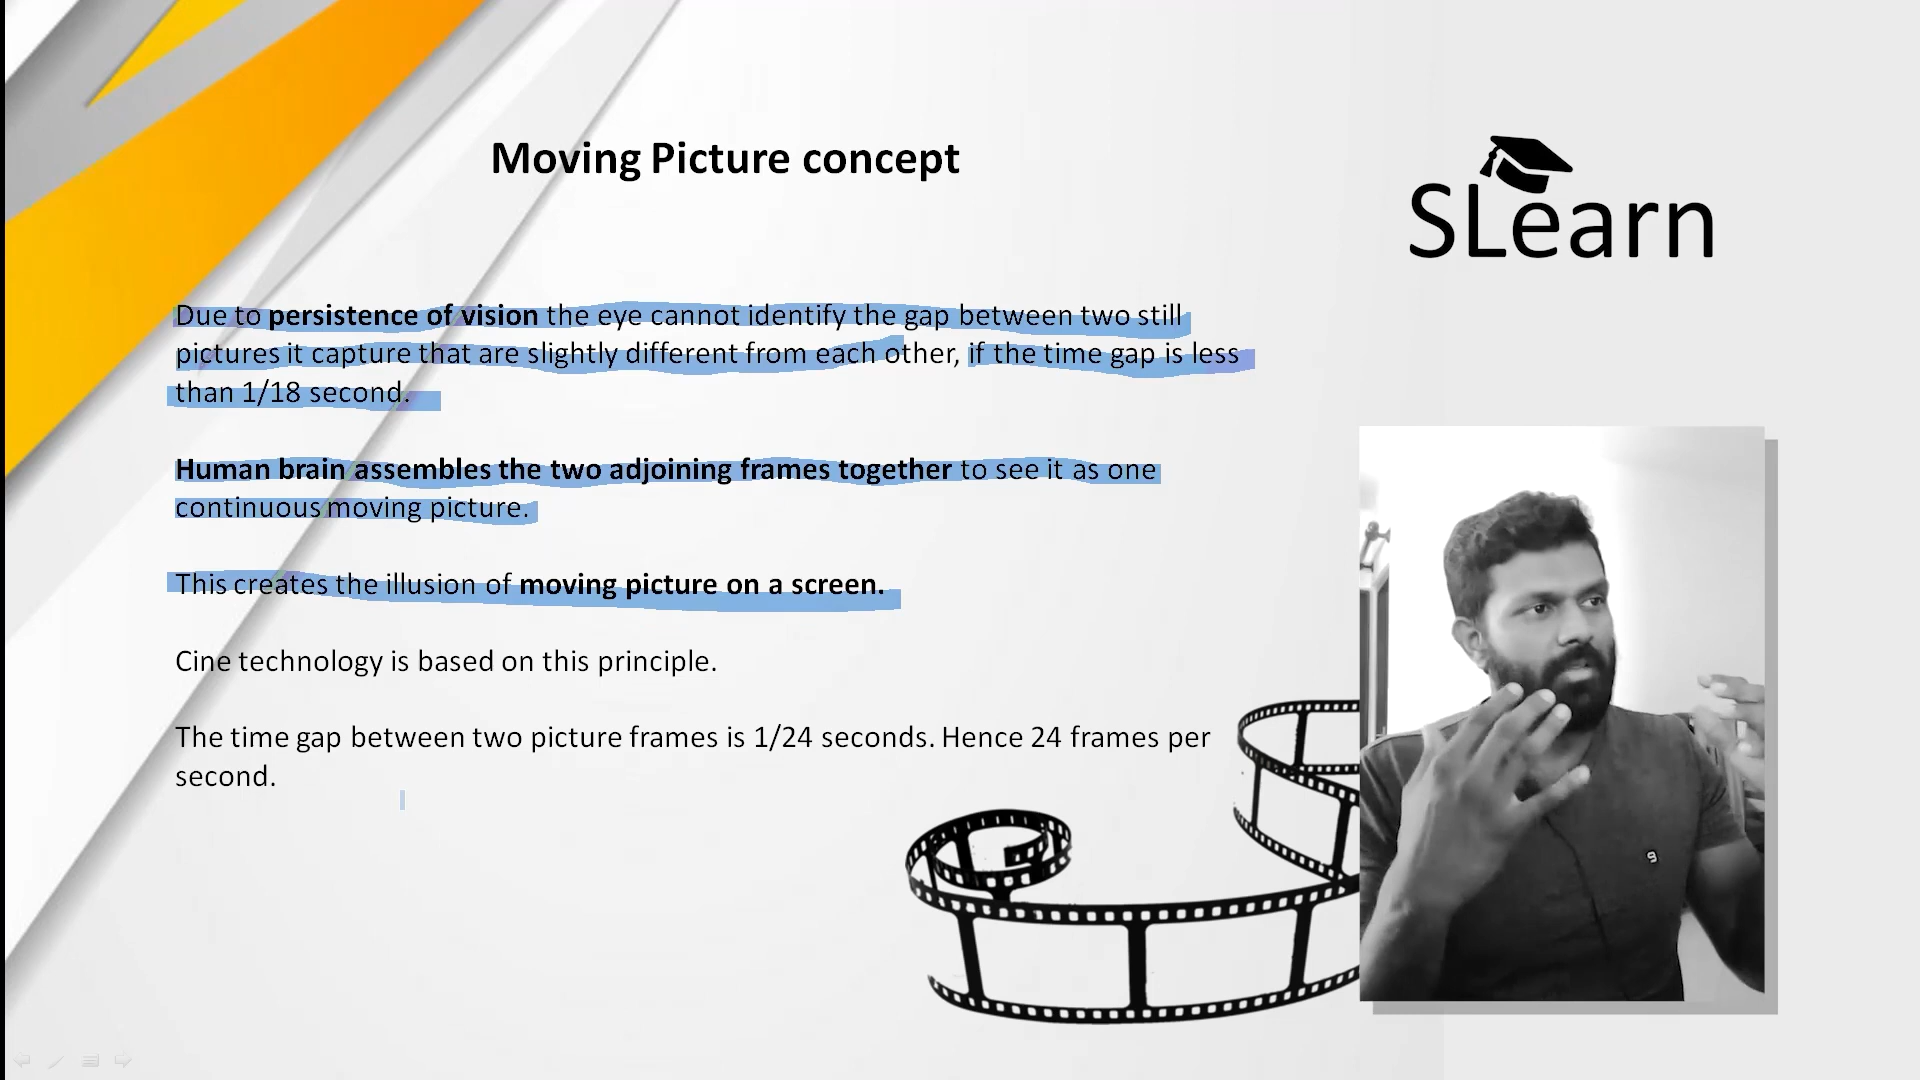 Moving Picture concept
SLearn
Due to persistence of vision the eye cannot identify the gap between two still
pictures it capture that are slightly different from each other, if the time gap is less
than 1/18 second.
Human brain assembles the two adjoining frames together to see it as one
continuous moving picture.
This creates the illusion of moving picture on a screen.
Cine technology is based on this principle.
The time gap between two picture frames is 1/24 seconds. Hence 24 frames per
second.